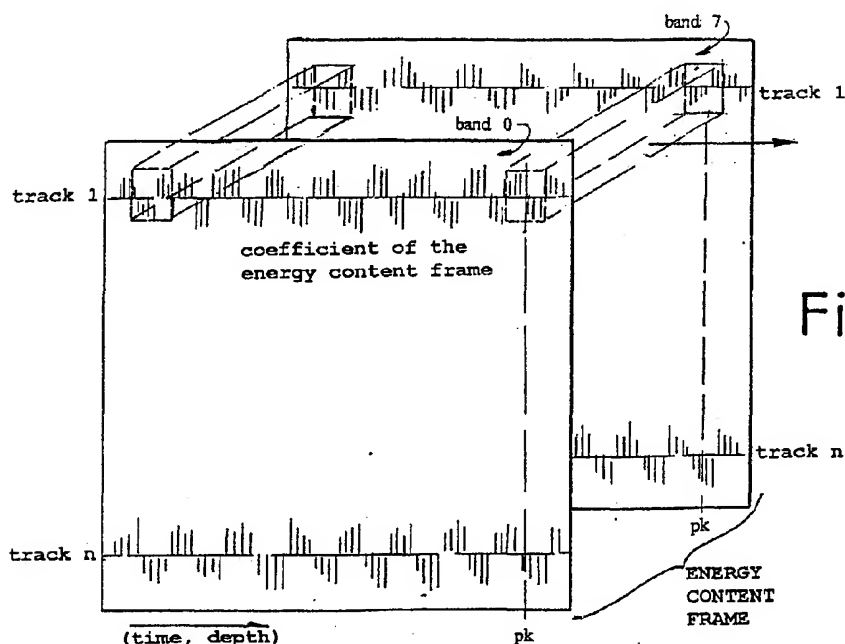 band 7
track 1
band 0
track 1
coefficient of the
energy content frame
Fi
track n
track n
pk
ENERGY
CONTENT
FRAME
(time, depth)
pk